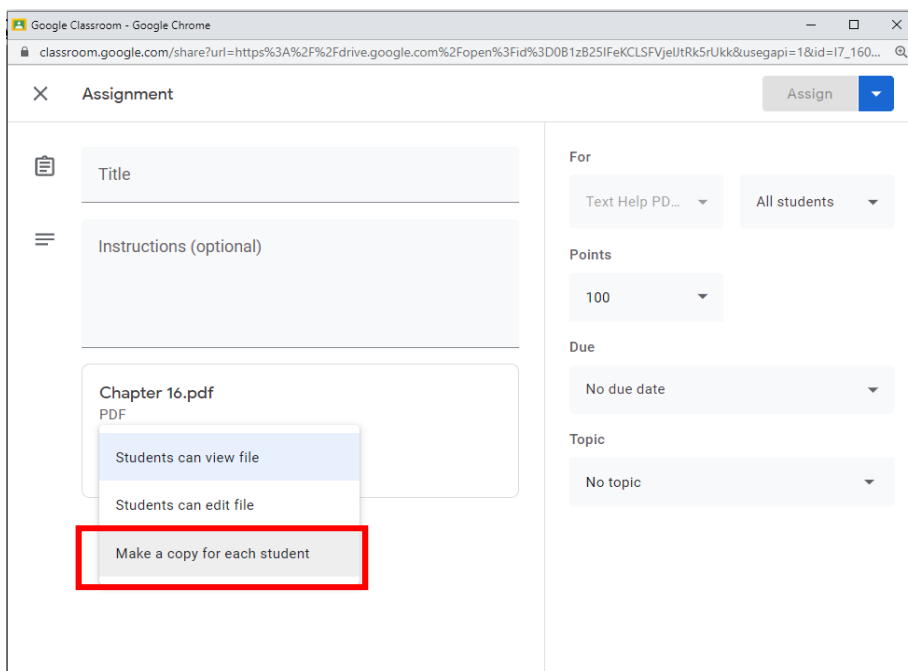 Google Classroom - Google Chrome
classroom.google.com/share?url=https%3A%2F%2Fdrive.google.com%2Fopen%3Fid%3D0B1zB25IFeKCLSFVjelJtRk5rUkk&usegapi=1&id=I7_160...
Assignment
Assign
Title
Instructions (optional)
Chapter 16.pdf
PDF
Students can view file
Students can edit file
Make a copy for each student
For
Text Help PD...
All students
Points
100
Due
No due date
Topic
No topic